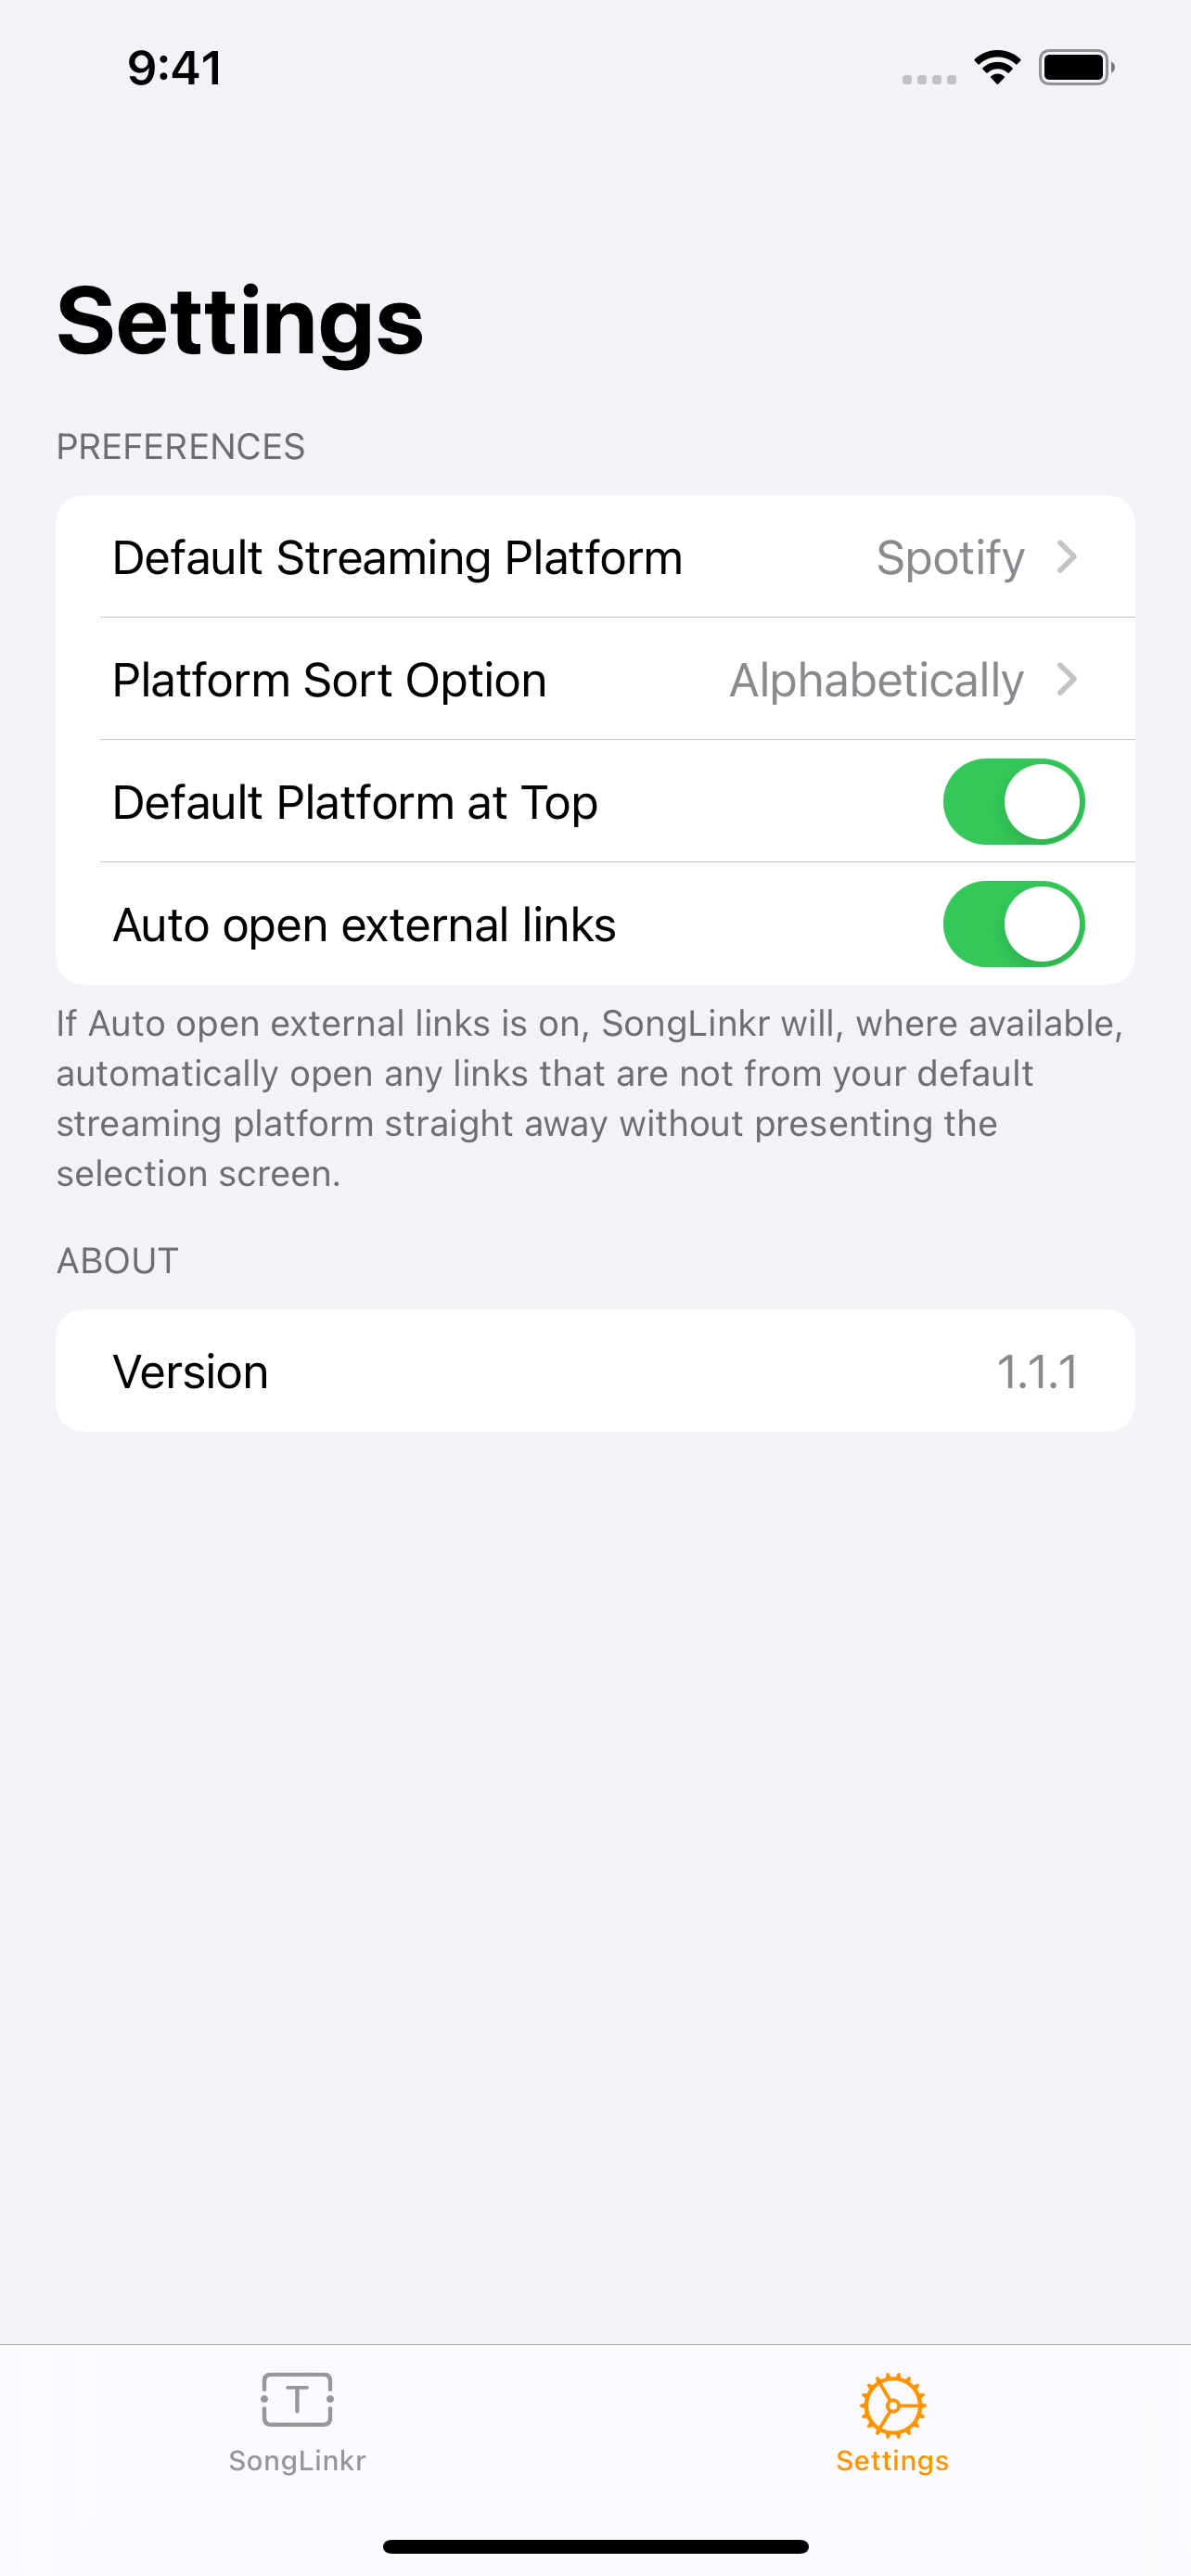 9:41
Settings
PREFERENCES
Default Streaming Platform Spotify
Platform Sort Option Alphabetically
Default Platform at Top
Auto open external links
If Auto open external links is on, SongLinkr will, where available,
automatically open any links that are not from your default
streaming platform straight away without presenting the
selection screen.
ABOUT
Version 1.1.1
T
SongLinkr Settings